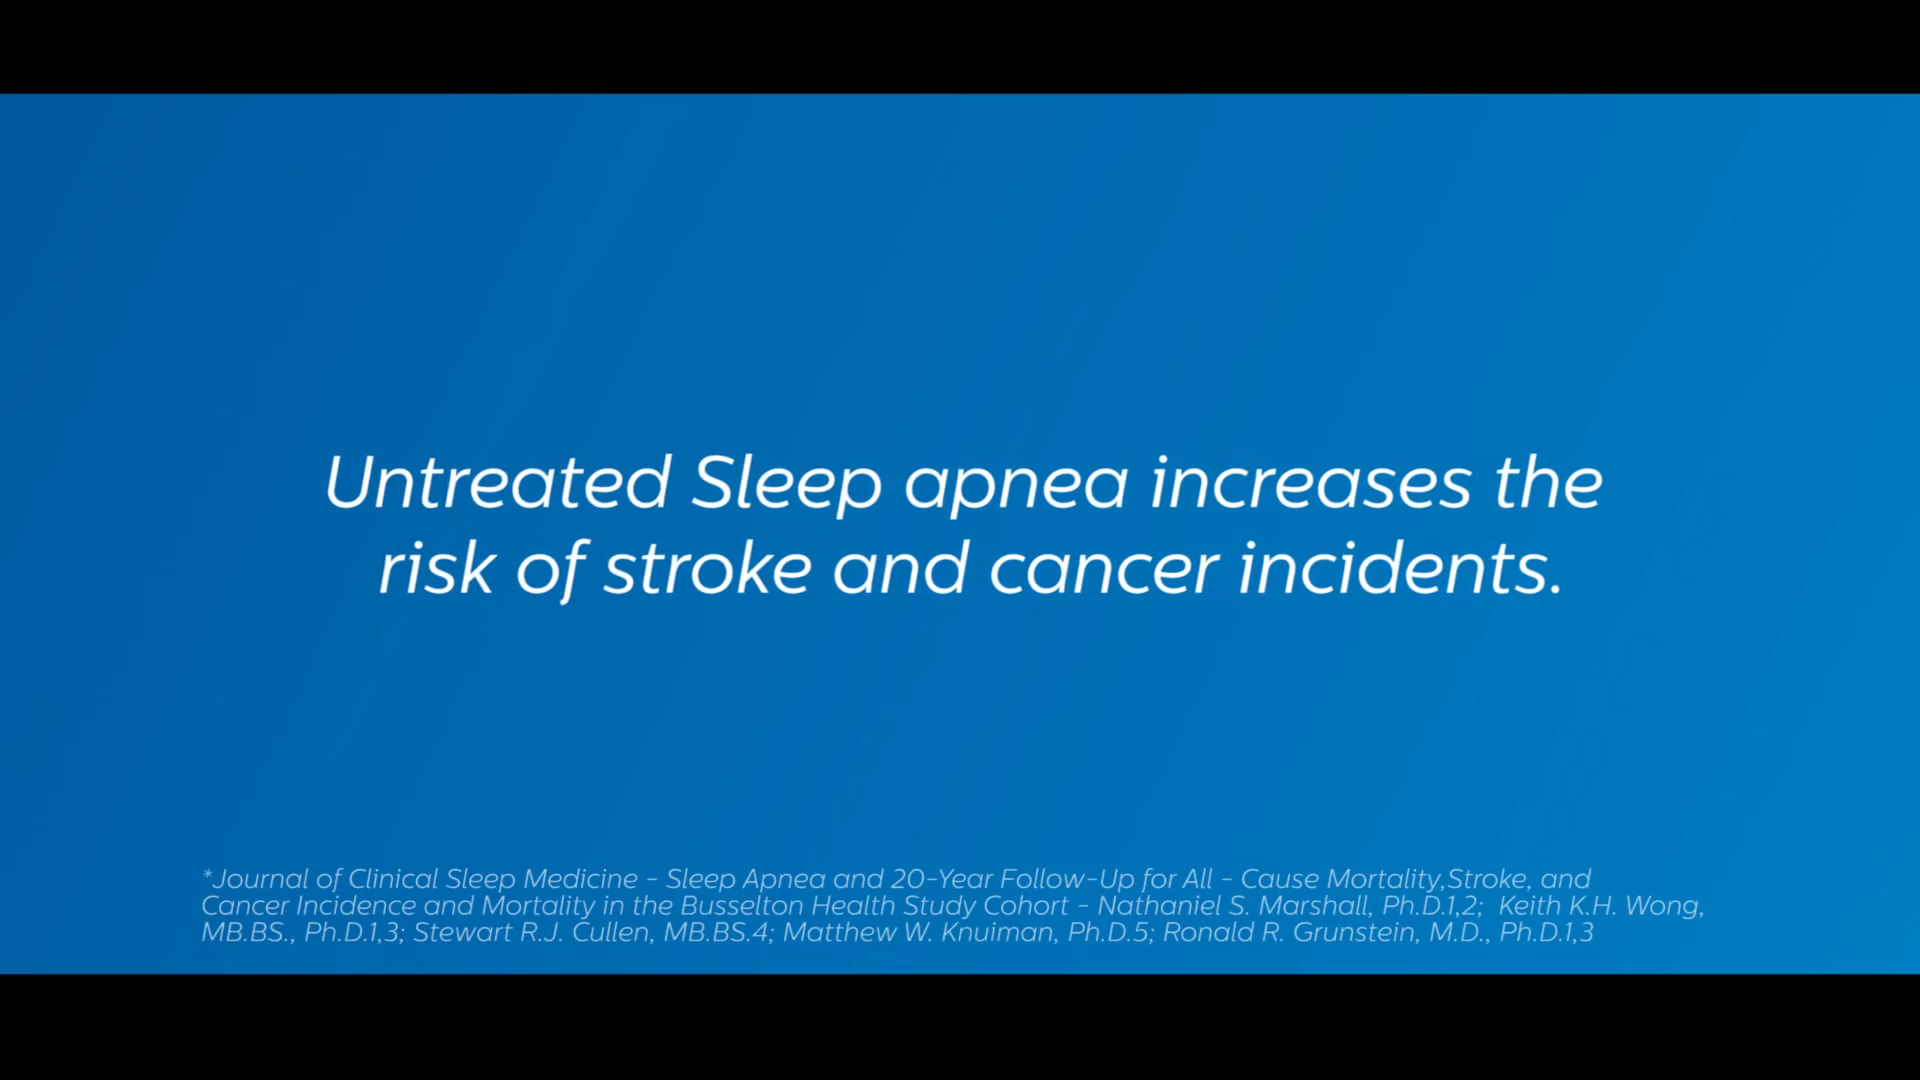 Untreated Sleep apnea increases the
risk of stroke and cancer incidents.
*Journal of Clinical Sleep Medicine - Sleep Apnea and 20-Year Follow-Up for All - Cause Mortality,Stroke, and
Cancer Incidence and Mortality in the Busselton Health Study Cohort - Nathaniel S. Marshall, Ph.D.1,2;  Keith K.H. Wong,
MB.BS., Ph.D.1,3; Stewart R.J. Cullen, MB.BS.4; Matthew W. Knuiman, Ph.D.5; Ronald R. Grunstein, M.D., Ph.D.1,3